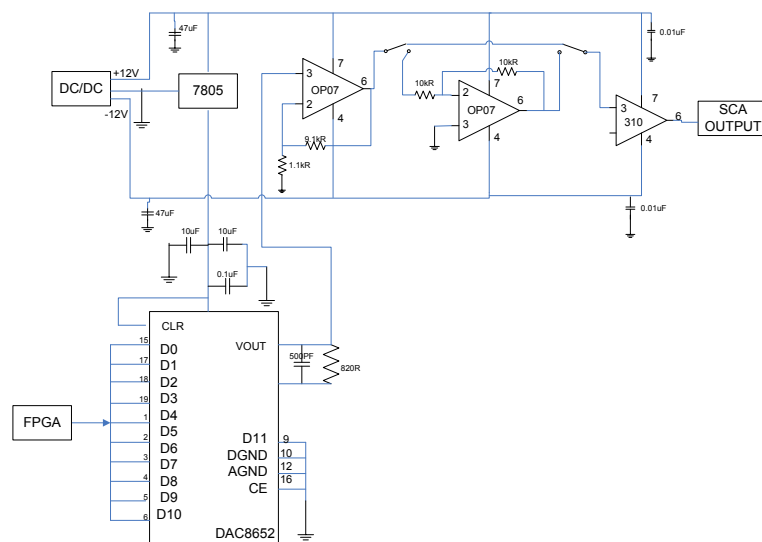 47uF
0.01uF
+12V
DC/DC
-12V
7805
3
7
OP07
6
2
4
9.1kR
1.1kR
10kR
10kR
2
7
OP07
6
3
4
3
7
310
6
4
SCA
OUTPUT
47uF
0.01uF
10uF
10uF
0.1uF
CLR
VOUT
500PF
820R
FPGA
15
D0
17
D1
18
D2
19
D3
1
D4
D5
2
D6
3
D7
4
D8
5
D9
6
D10
D11
9
DGND
10
AGND
12
CE
16
DAC8652